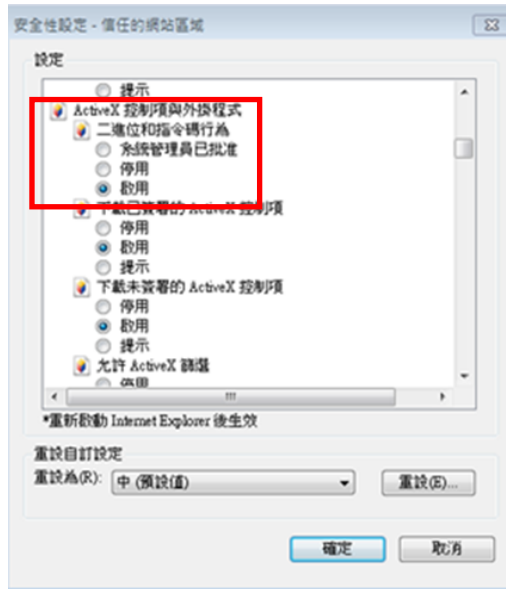 安全性設定 - 信任的網站區域
設定
提示
ActiveX 控制項與外掛程式
二進位和指令碼行為
系統管理員已批准
停用
啟用
下載已簽署的 ActiveX 控制項
停用
啟用
提示
下載未簽署的 ActiveX 控制項
停用
啟用
提示
允許 ActiveX 篩選
停用
*重新啟動 Internet Explorer 後生效
重設自訂設定
重設為(R): 中 (預設值) 重設(E)...
確定 取消